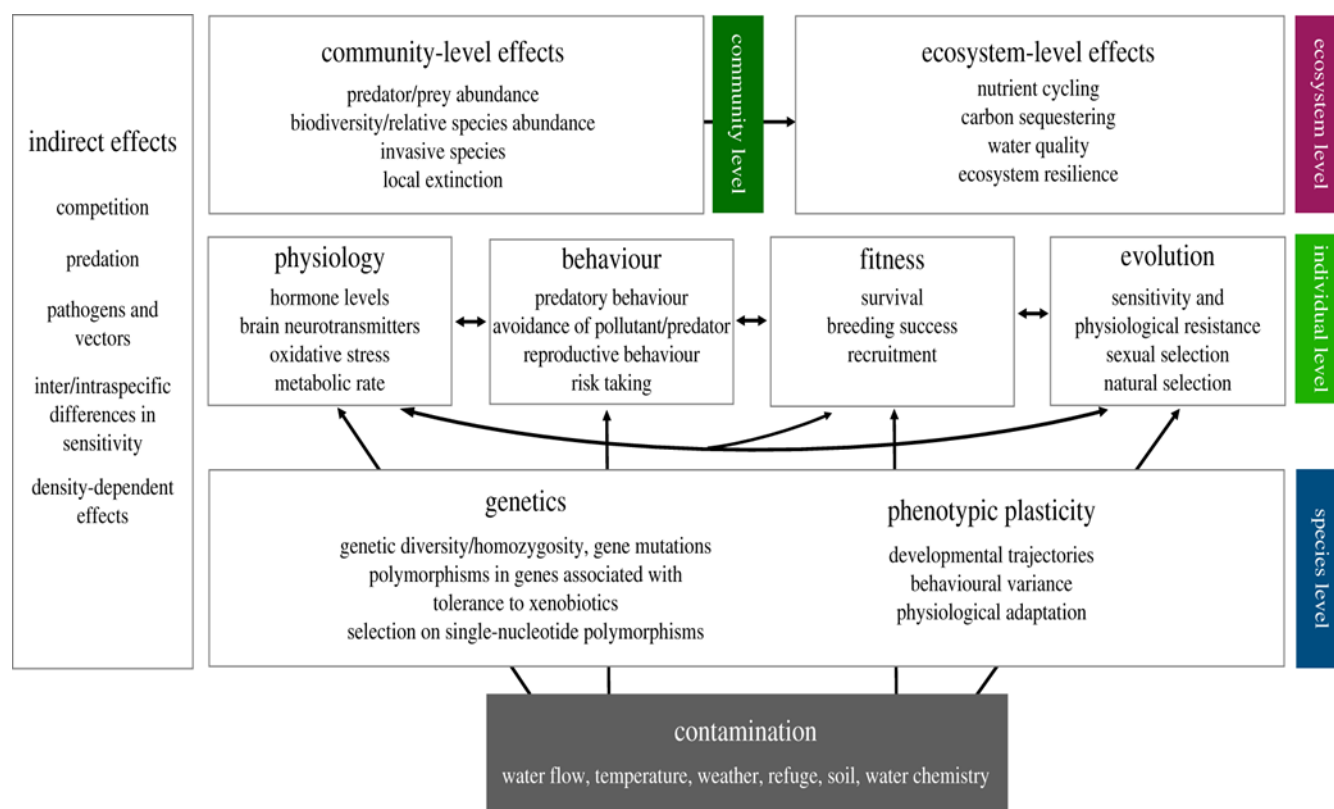 indirect effects
competition
predation
pathogens and
vectors
inter/intraspecific
differences in
sensitivity
density-dependent
effects
community-level effects
predator/prey abundance
biodiversity/relative species abundance
invasive species
local extinction
community level
ecosystem-level effects
nutrient cycling
carbon sequestering
water quality
ecosystem resilience
ecosystem level
physiology
hormone levels
brain neurotransmitters
oxidative stress
metabolic rate
behaviour
predatory behaviour
avoidance of pollutant/predator
reproductive behaviour
risk taking
fitness
survival
breeding success
recruitment
evolution
sensitivity and
physiological resistance
sexual selection
natural selection
individual level
genetics
genetic diversity/homozygosity, gene mutations
polymorphisms in genes associated with
tolerance to xenobiotics
selection on single-nucleotide polymorphisms
phenotypic plasticity
developmental trajectories
behavioural variance
physiological adaptation
species level
contamination
water flow, temperature, weather, refuge, soil, water chemistry